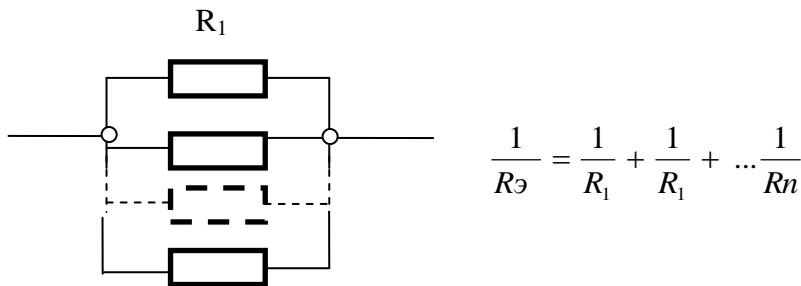 R₁
1/Rэ = 1/R₁ + 1/R₁ + ...1/Rn